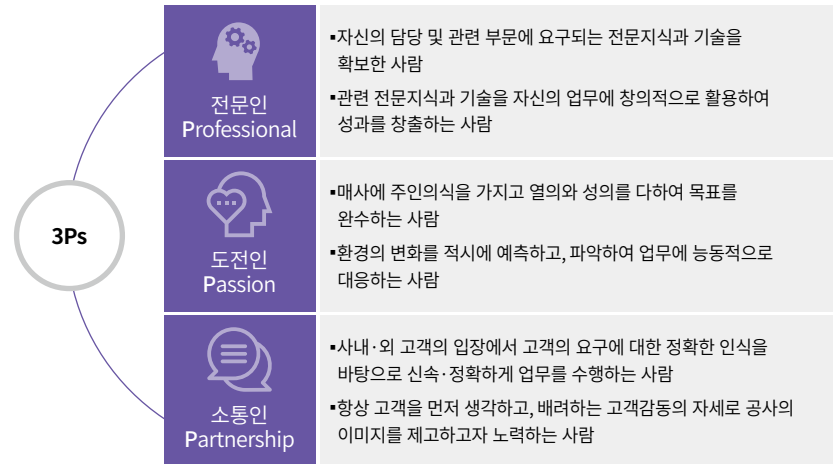 3Ps
전문인
Professional
▪자신의 담당 및 관련 부문에 요구되는 전문지식과 기술을
확보한 사람
▪관련 전문지식과 기술을 자신의 업무에 창의적으로 활용하여
성과를 창출하는 사람
도전인
Passion
▪매사에 주인의식을 가지고 열의와 성의를 다하여 목표를
완수하는 사람
▪환경의 변화를 적시에 예측하고, 파악하여 업무에 능동적으로
대응하는 사람
소통인
Partnership
▪사내·외 고객의 입장에서 고객의 요구에 대한 정확한 인식을
바탕으로 신속·정확하게 업무를 수행하는 사람
▪항상 고객을 먼저 생각하고, 배려하는 고객감동의 자세로 공사의
이미지를 제고하고자 노력하는 사람